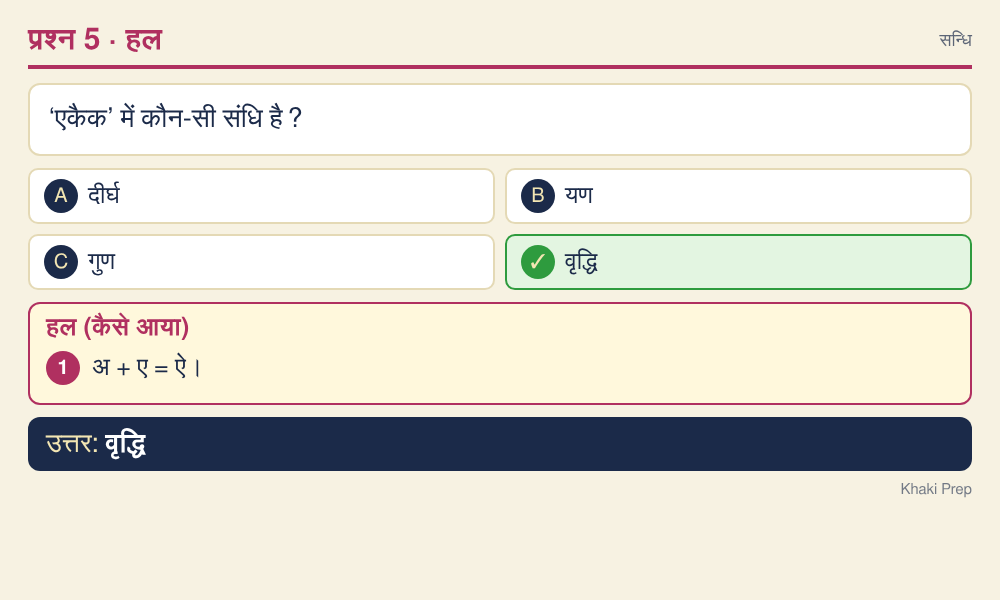 प्रश्न 5 · हल
सन्धि
‘एकैक’ में कौन-सी संधि है ?
A दीर्घ
B यण
C गुण
✓ वृद्धि
हल (कैसे आया)
1 अ + ए = ऐ।
उत्तर: वृद्धि
Khaki Prep